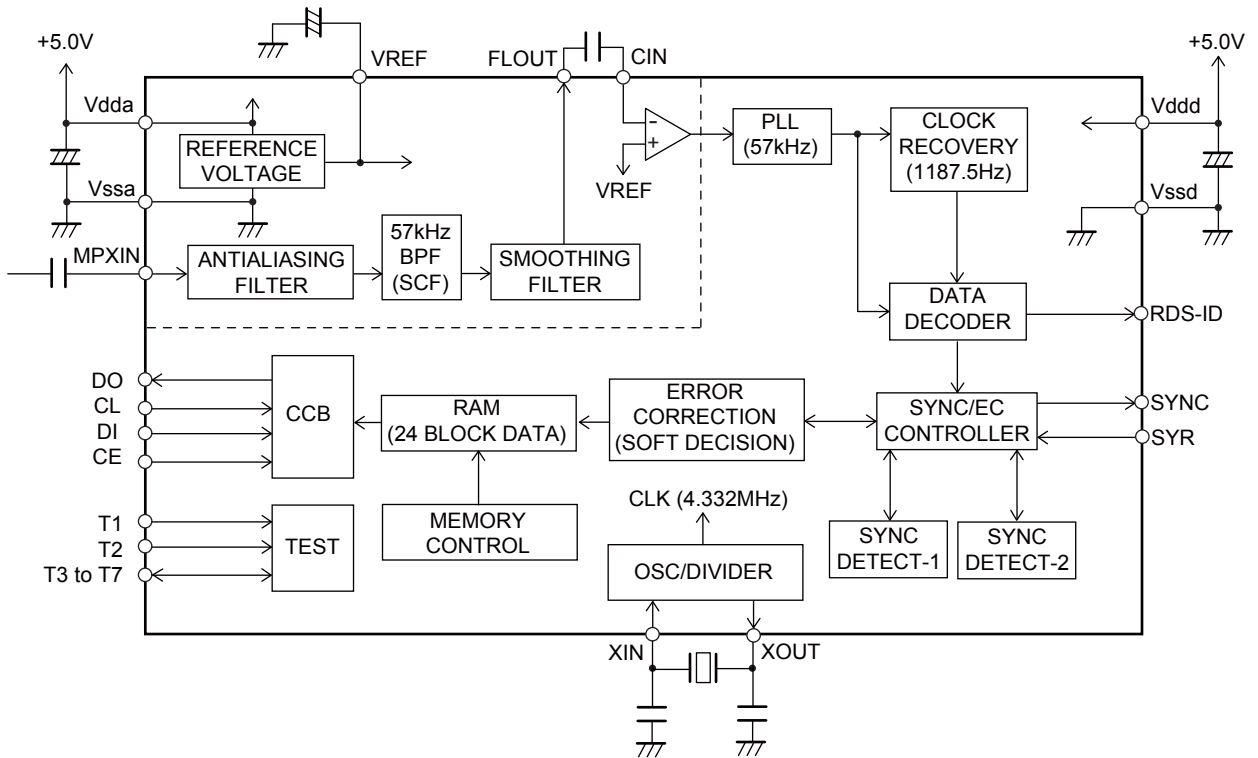 +5.0V
VREF
FLOUT
CIN
+5.0V
Vdda
REFERENCE
VOLTAGE
Vssa
-
+
VREF
PLL
(57kHz)
CLOCK
RECOVERY
(1187.5Hz)
Vddd
Vssd
MPXIN
ANTIALIASING
FILTER
57kHz
BPF
(SCF)
SMOOTHING
FILTER
DATA
DECODER
RDS-ID
DO
CL
DI
CE
CCB
RAM
(24 BLOCK DATA)
ERROR
CORRECTION
(SOFT DECISION)
SYNC/EC
CONTROLLER
SYNC
SYR
T1
T2
T3 to T7
TEST
MEMORY
CONTROL
CLK (4.332MHz)
OSC/DIVIDER
SYNC
DETECT-1
SYNC
DETECT-2
XIN
XOUT